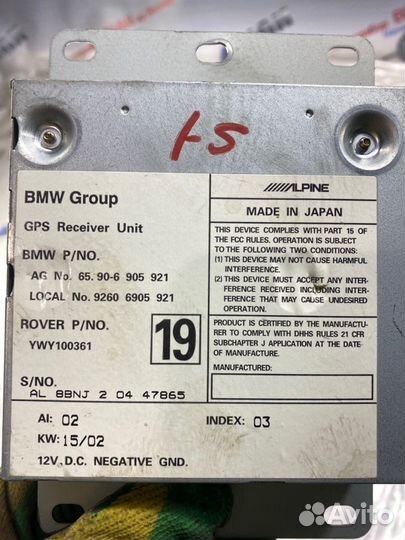 BMW Group
GPS Receiver Unit
BMW P/NO.
AG No. 65.90-6 905 921
LOCAL No. 9260 6905 921
ROVER P/NO.
YWY100361
19
S/NO.
AL 8BNJ 2 04 47865
AI: 02
INDEX: 03
KW: 15/02
12V D.C. NEGATIVE GND.
ALPINE
MADE IN JAPAN
THIS DEVICE COMPLIES WITH PART 15 OF
THE FCC RULES. OPERATION IS SUBJECT
TO THE FOLLOWING TWO CONDITIONS:
(1) THIS DEVICE MAY NOT CAUSE HARMFUL
INTERFERENCE.
(2) THIS DEVICE MUST ACCEPT ANY INTER-
FERENCE RECEIVED INCLUDING INTER-
FERENCE THAT MAY CAUSE UNDESIRED
OPERATION.
PRODUCT IS CERTIFIED BY THE MANUFACTU-
RER TO COMPLY WITH DHHS RULES 21 CFR
SUBCHAPTER J APPLICATION AT THE DATE
OF MANUFACTURE.
MANUFACTURED:
Avito